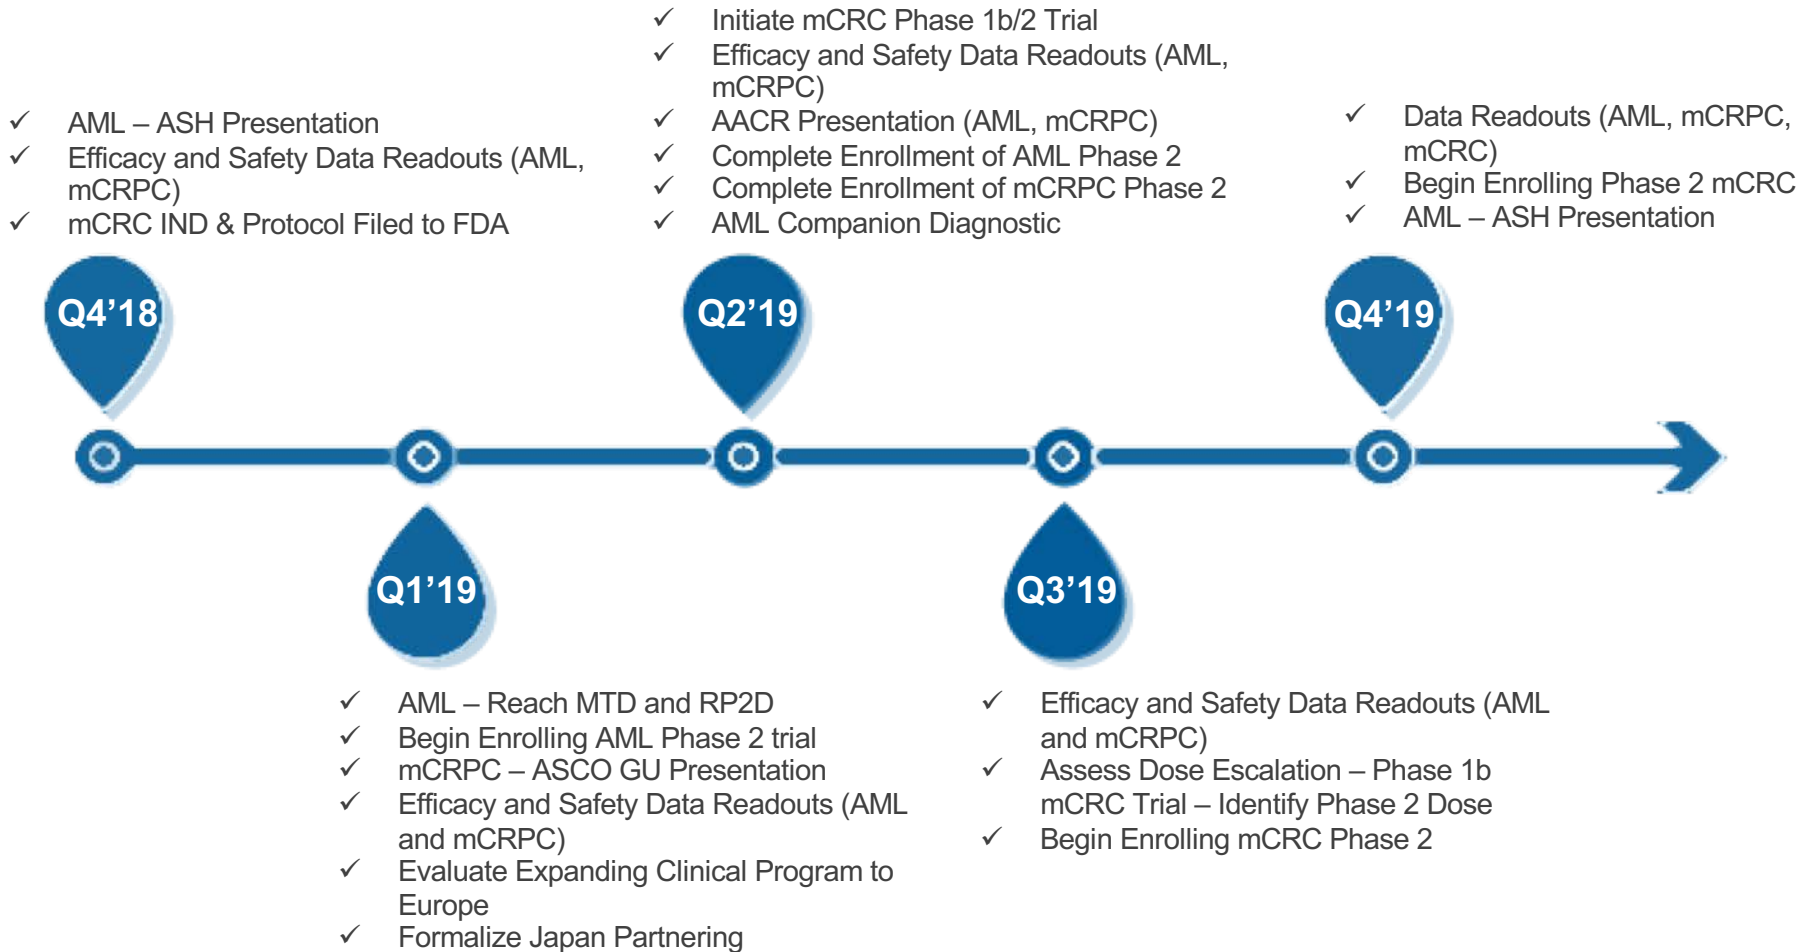 ✓ AML – ASH Presentation
✓ Efficacy and Safety Data Readouts (AML,
mCRPC)
✓ mCRC IND & Protocol Filed to FDA
Q4’18
✓ AML – Reach MTD and RP2D
✓ Begin Enrolling AML Phase 2 trial
✓ mCRPC – ASCO GU Presentation
✓ Efficacy and Safety Data Readouts (AML
and mCRPC)
✓ Evaluate Expanding Clinical Program to
Europe
✓ Formalize Japan Partnering
Q1’19
✓ Initiate mCRC Phase 1b/2 Trial
✓ Efficacy and Safety Data Readouts (AML,
mCRPC)
✓ AACR Presentation (AML, mCRPC)
✓ Complete Enrollment of AML Phase 2
✓ Complete Enrollment of mCRPC Phase 2
✓ AML Companion Diagnostic
Q2’19
✓ Efficacy and Safety Data Readouts (AML
and mCRPC)
✓ Assess Dose Escalation – Phase 1b
mCRC Trial – Identify Phase 2 Dose
✓ Begin Enrolling mCRC Phase 2
Q3’19
✓ Data Readouts (AML, mCRPC,
mCRC)
✓ Begin Enrolling Phase 2 mCRC
✓ AML – ASH Presentation
Q4’19